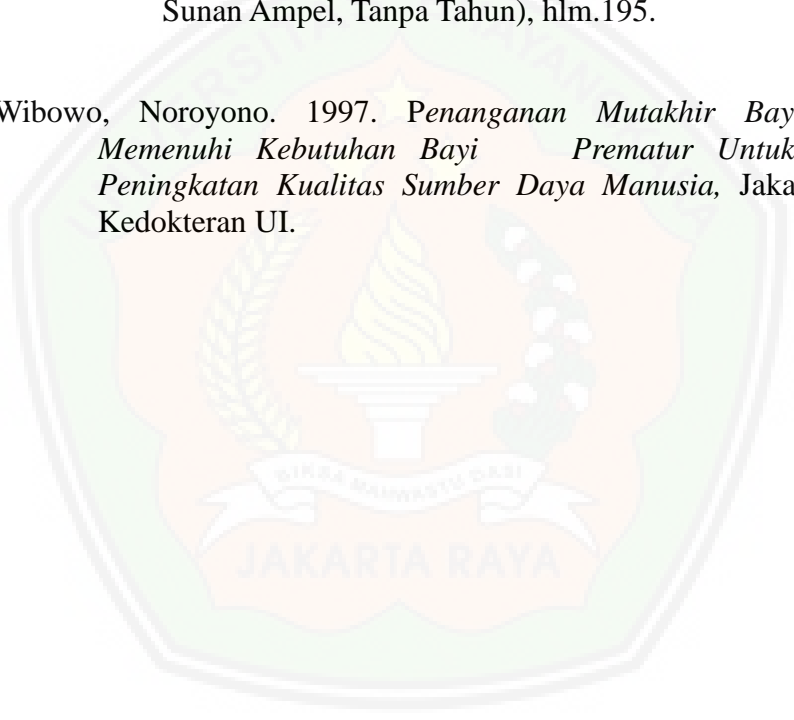 Sunan Ampel, Tanpa Tahun), hlm.195.
Wibowo, Noroyono. 1997. Penanganan Mutakhir Bay
Memenuhi Kebutuhan Bayi Prematur Untuk
Peningkatan Kualitas Sumber Daya Manusia, Jaka
Kedokteran UI.
JAKARTA RAYA